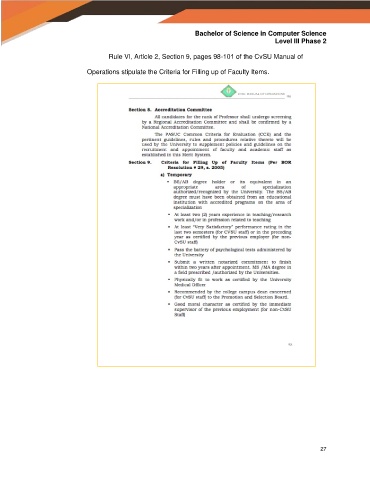 Bachelor of Science in Computer Science
Level III Phase 2
Rule VI, Article 2, Section 9, pages 98-101 of the CvSU Manual of
Operations stipulate the Criteria for Filling up of Faculty Items.
CvSU MANUAL OF OPERATIONS
Section 8. Accreditation Committee
All candidates for the rank of Professor shall undergo screening
by a Regional Accreditation Committee and shall be confirmed by a
National Accreditation Committee.
The PASUC Common Criteria for Evaluation (CCE) and the
pertinent guidelines, rules and procedures relative thereto will be
used by the University to supplement policies and guidelines on the
recruitment and appointment of faculty and academic staff as
established in this Merit System.
Section 9. Criteria for Filling Up of Faculty Items (Per BOR
Resolution # 29, s. 2005)
a) Temporary
• BS/AB degree holder or its equivalent in an
appropriate area of specialization
authorized/recognized by the University. The BS/AB
degree must have been obtained from an educational
institution with accredited programs on the area of
specialization
• At least two (2) years experience in teaching/research
work and/or in profession related to teaching
• At least "Very Satisfactory" performance rating in the
last two semesters (for CVSU staff) or in the preceding
year as certified by the previous employer (for non-
CvSU staff)
• Pass the battery of psychological tests administered by
the University
• Submit a written notarized commitment to finish
within two years after appointment, MS /MA degree in
a field prescribed /authorized by the Universities.
• Physically fit to work as certified by the University
Medical Officer
• Recommended by the college campus dean concerned
(for CvSU staff) to the Promotion and Selection Board.
• Good moral character as certified by the immediate
supervisor of the previous employment (for non-CvSU
Staff)
27